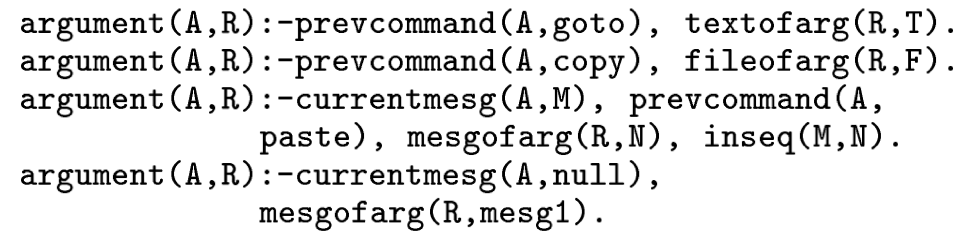 argument(A,R):-prevcommand(A,goto), textofarg(R,T).
argument(A,R):-prevcommand(A,copy), fileofarg(R,F).
argument(A,R):-currentmesg(A,M), prevcommand(A,
paste), mesgofarg(R,N), inseq(M,N).
argument(A,R):-currentmesg(A,null),
mesgofarg(R,mesg1).